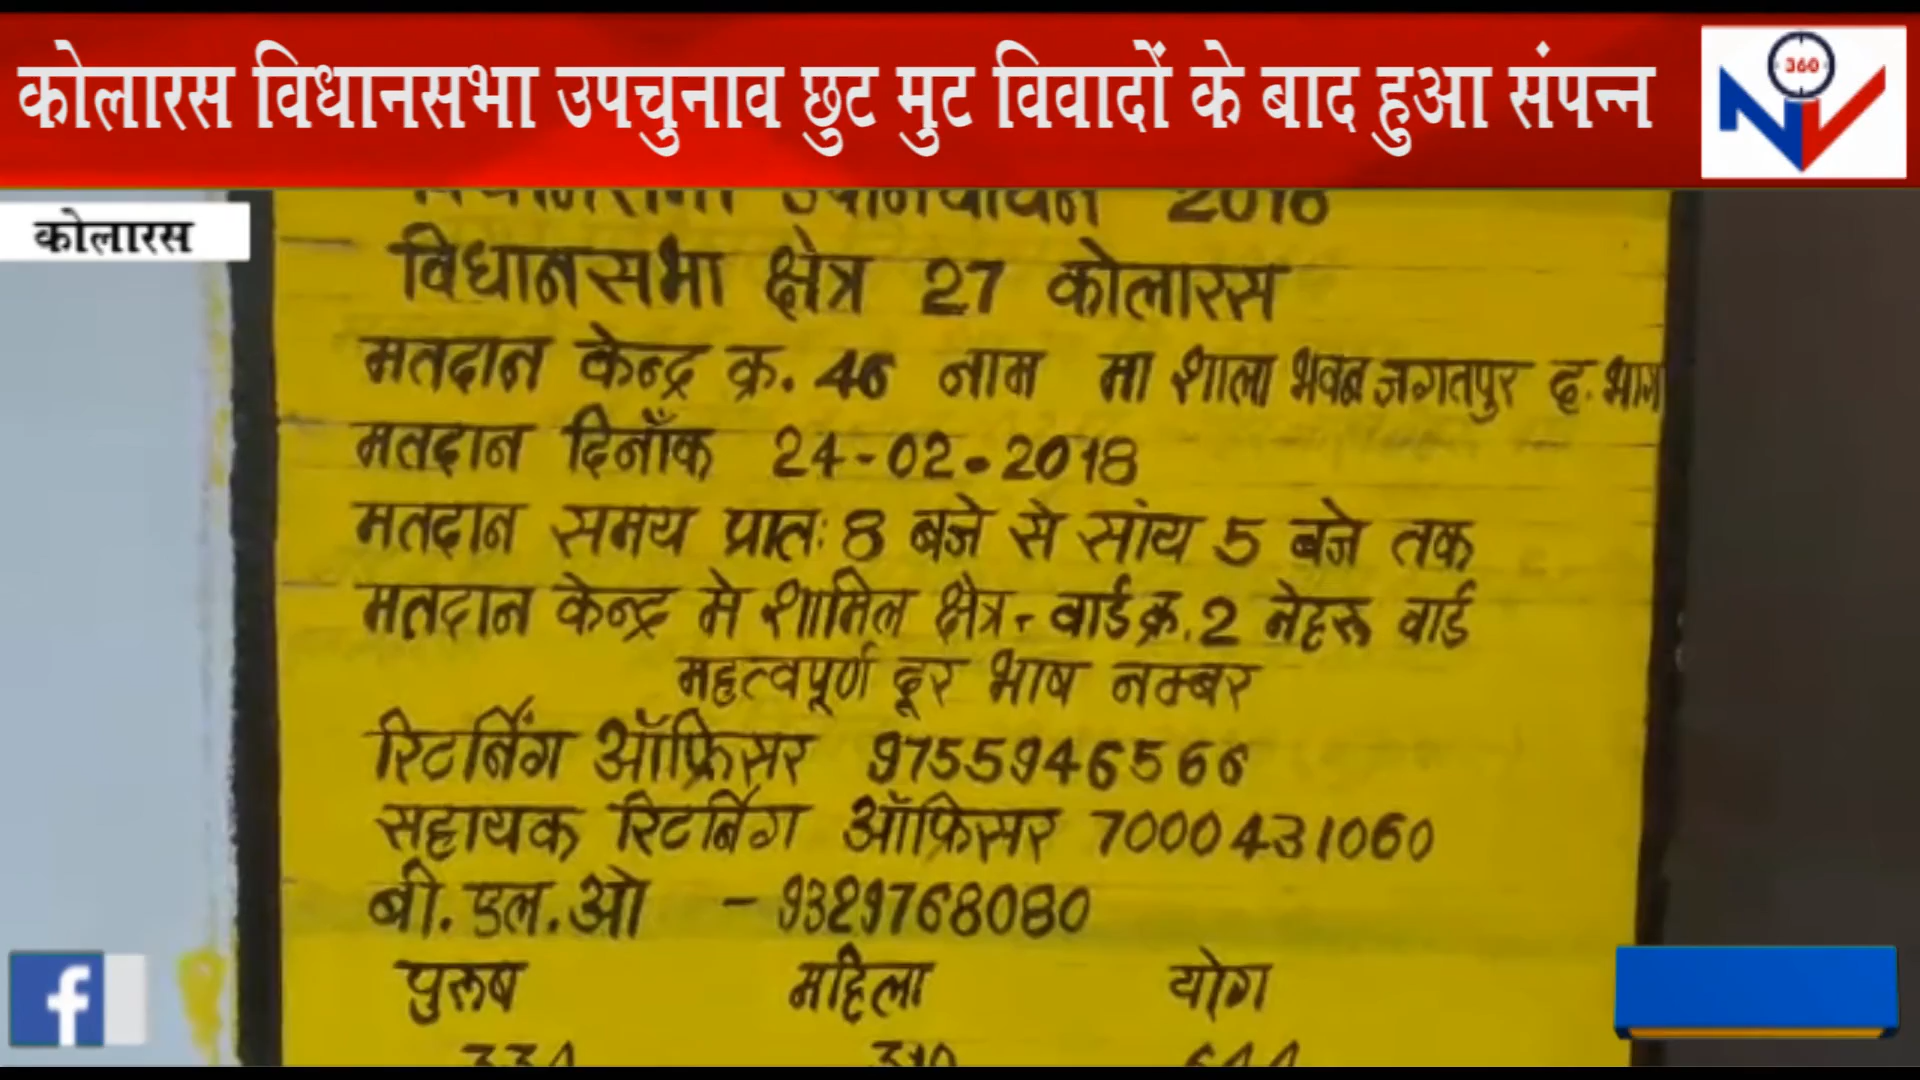 कोलारस विधानसभा उपचुनाव छुट मुट विवादों के बाद हुआ संपन्न
360
कोलारस
विधानसभा क्षेत्र 27 कोलारस
मतदान केन्द्र क्र. 46 नाम मा शाला भवन जगतपुर द. भाग
मतदान दिनाँक 24-02-2018
मतदान समय प्रातः 8 बजे से सांय 5 बजे तक
मतदान केन्द्र मे शामिल क्षेत्र- वार्ड क्र. 2 नेहरू वार्ड
महत्वपूर्ण दूर भाष नम्बर
रिटर्निंग ऑफ्रिसर 9755946566
सहायक रिटर्निंग ऑफ्रिसर 7000431060
बी. एल. ओ - 9329768080
पुरुष महिला योग